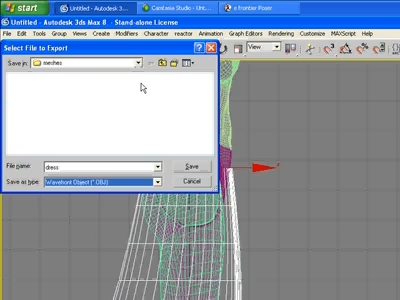 start
Untitled - Autodesk 3ds...
Carrara Studio - Unt...
e frontier Poser
Untitled - Autodesk 3ds Max 8 - Stand-alone License
File Edit Tools Group Views Create Modifiers Character reactor Animation Graph Editors Rendering Customize MAXScript Help
View
Select File to Export
Save in: meshes
File name: dress
Save
Save as type: Wavefront Object (*.OBJ)
Cancel
x